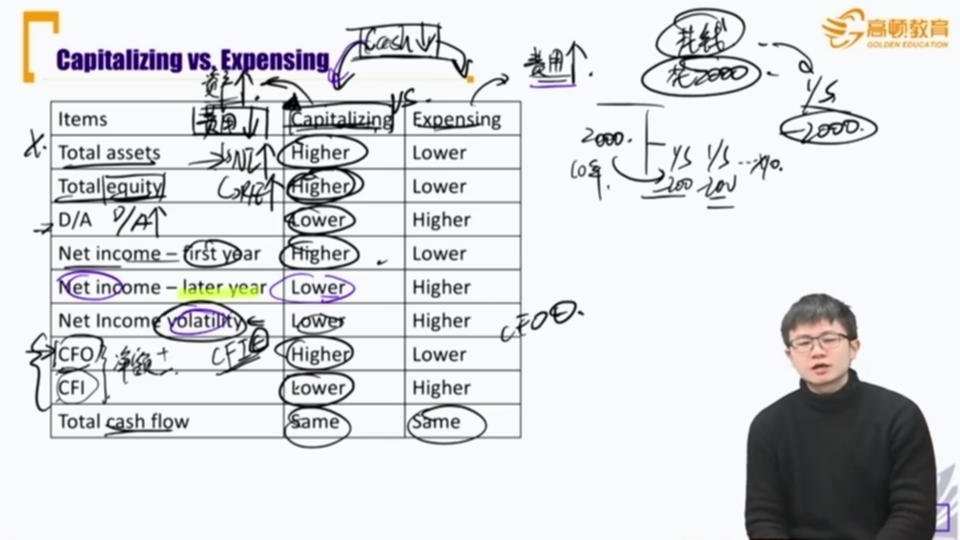 高顿教育
GOLDEN EDUCATION
Capitalizing vs. Expensing
Cash↓
资产↑
费用↑
花钱
花2000
I/S
-2000
费用↓
VS.
Items Capitalizing Expensing
X
Total assets NI↑ Higher Lower
Total equity Higher Lower
D/A D/A↑ Lower Higher
Net income – first year Higher Lower
Net income – later year Lower Higher
Net Income volatility Lower Higher
CFO 净额 + CFI Higher Lower
CFI Lower Higher
Total cash flow Same Same
2000.
10年.
I/S I/S
-200 -200
CFO